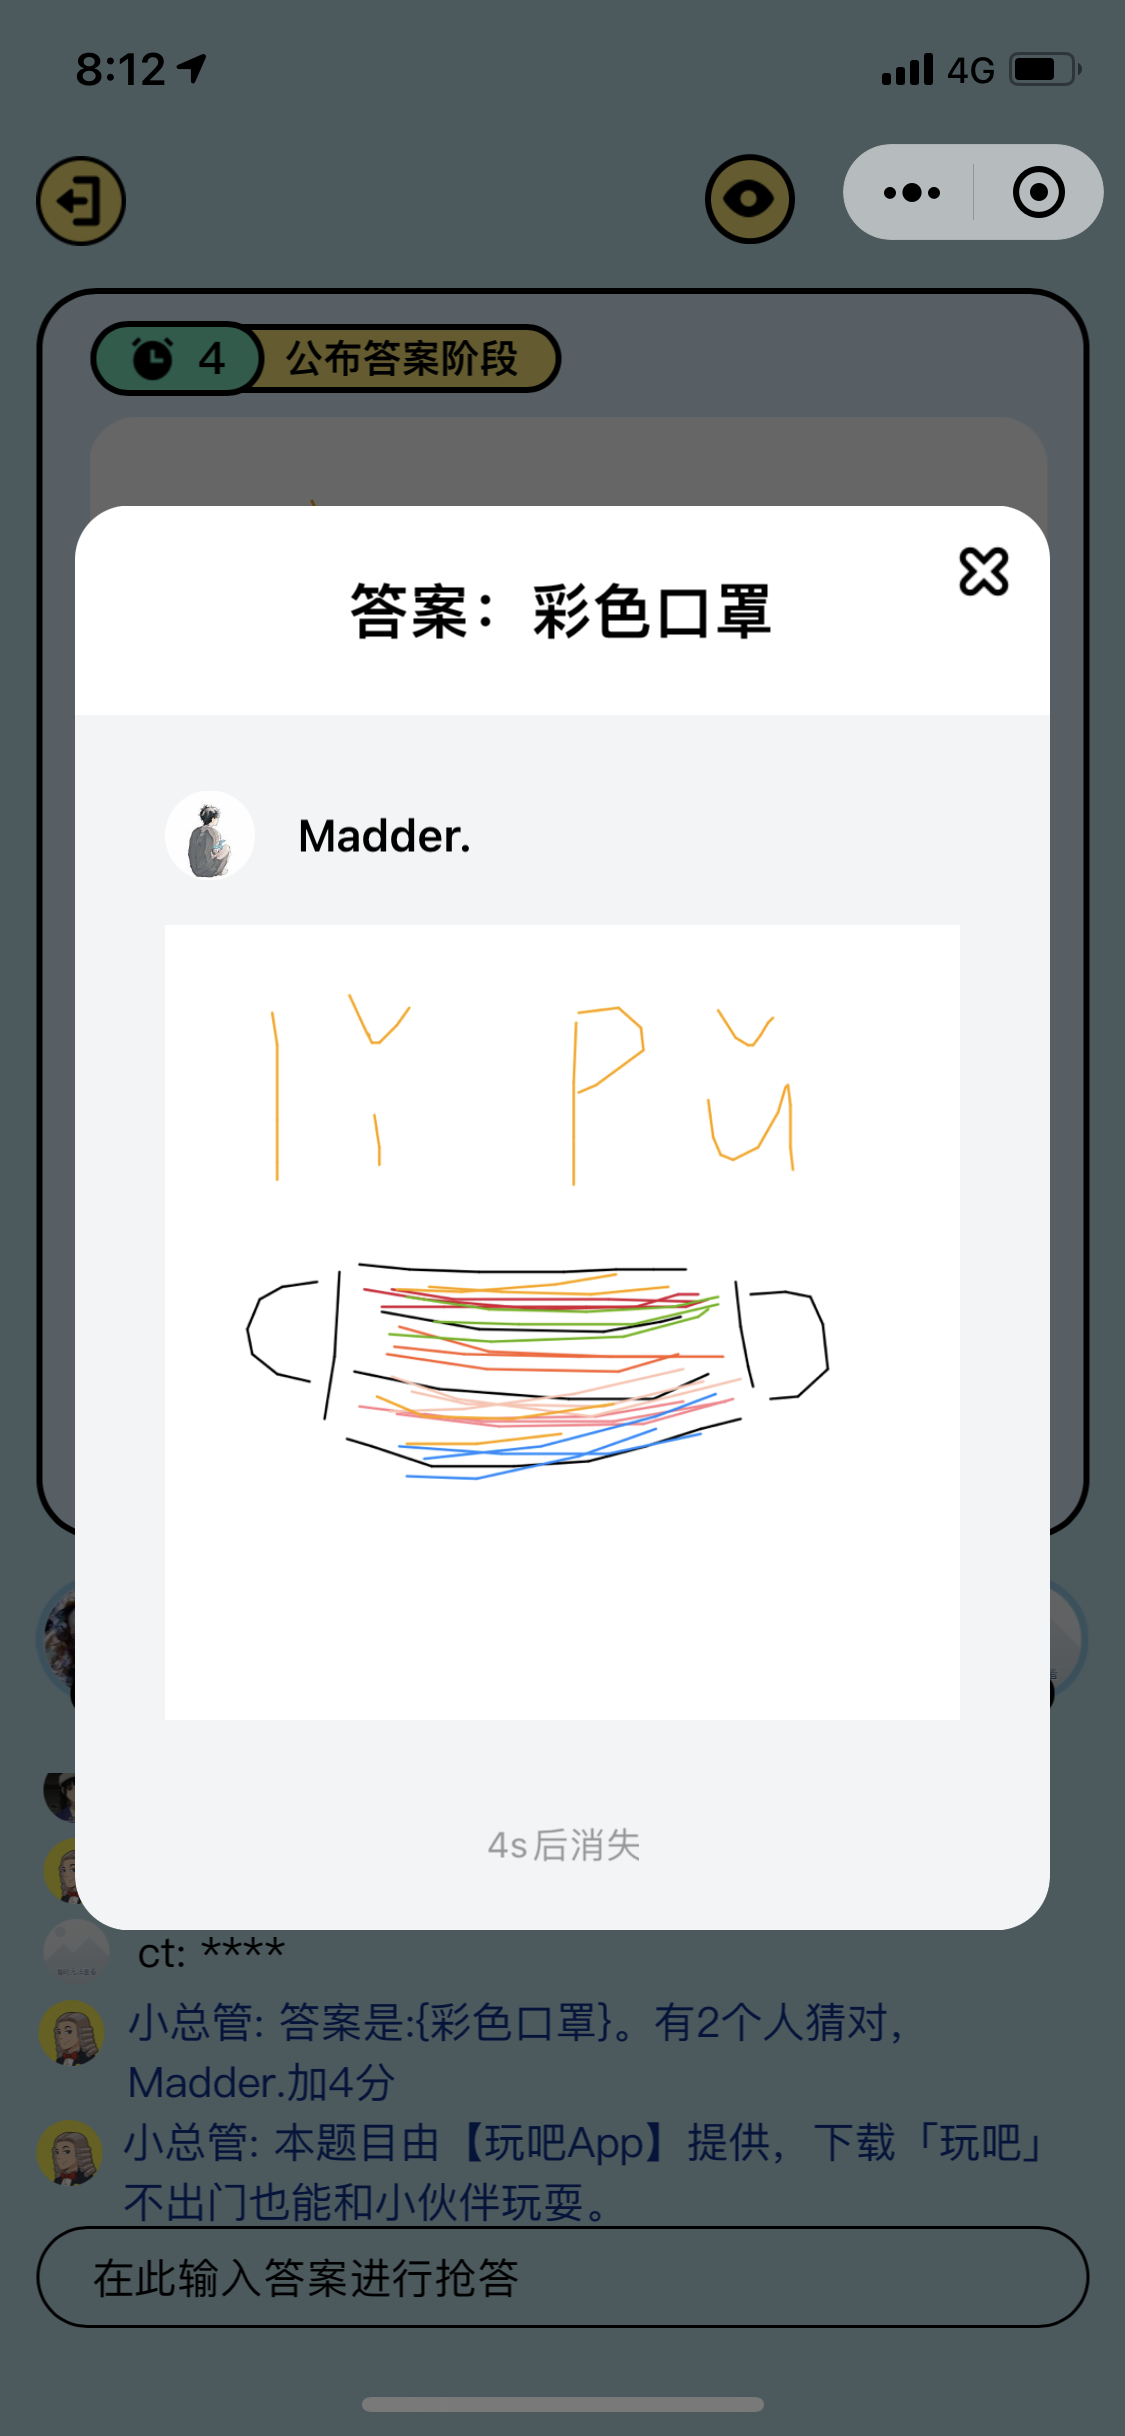 8:12
4G
4 公布答案阶段
答案：彩色口罩
Madder.
lǐ pǔ
4s后消失
ct: ****
小总管: 答案是:{彩色口罩}。有2个人猜对，
Madder.加4分
小总管: 本题目由【玩吧App】提供，下载「玩吧」
不出门也能和小伙伴玩耍。
在此输入答案进行抢答